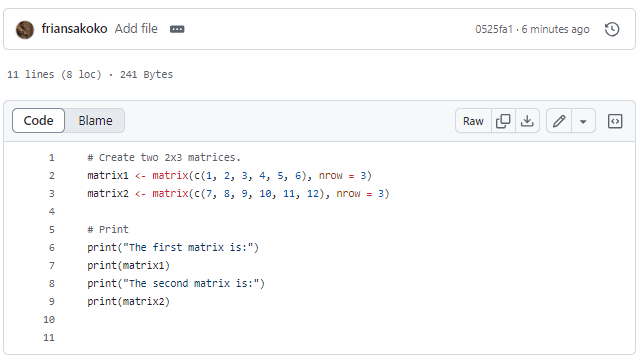 friansakoko Add file 0525fa1 · 6 minutes ago
11 lines (8 loc) · 241 Bytes
Code Blame Raw
1 # Create two 2x3 matrices.
2 matrix1 <- matrix(c(1, 2, 3, 4, 5, 6), nrow = 3)
3 matrix2 <- matrix(c(7, 8, 9, 10, 11, 12), nrow = 3)
4
5 # Print
6 print("The first matrix is:")
7 print(matrix1)
8 print("The second matrix is:")
9 print(matrix2)
10
11